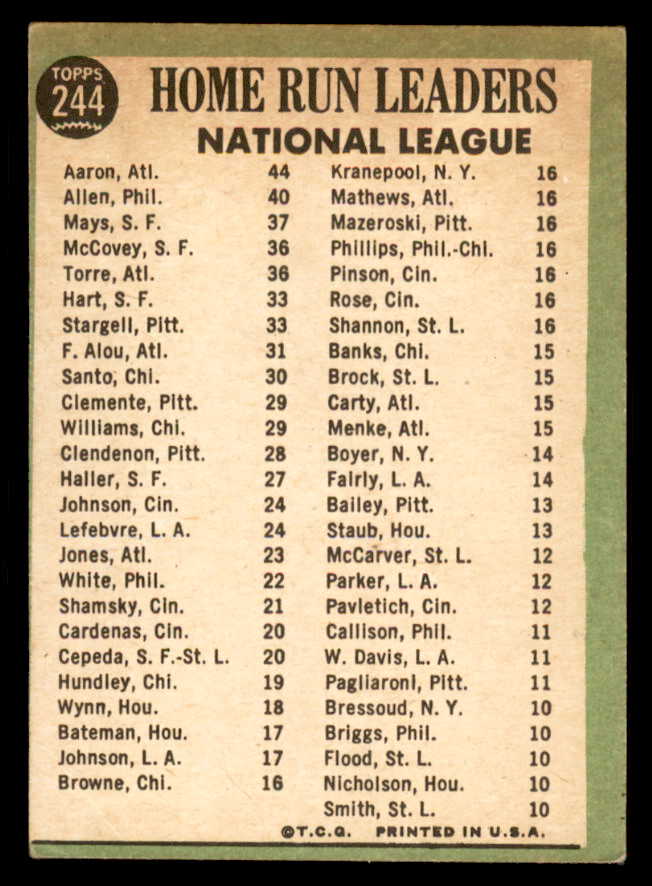 TOPPS
244
HOME RUN LEADERS
NATIONAL LEAGUE
Aaron, Atl. 44
Allen, Phil. 40
Mays, S. F. 37
McCovey, S. F. 36
Torre, Atl. 36
Hart, S. F. 33
Stargell, Pitt. 33
F. Alou, Atl. 31
Santo, Chi. 30
Clemente, Pitt. 29
Williams, Chi. 29
Clendenon, Pitt. 28
Haller, S. F. 27
Johnson, Cin. 24
Lefebvre, L. A. 24
Jones, Atl. 23
White, Phil. 22
Shamsky, Cin. 21
Cardenas, Cin. 20
Cepeda, S. F.-St. L. 20
Hundley, Chi. 19
Wynn, Hou. 18
Bateman, Hou. 17
Johnson, L. A. 17
Browne, Chi. 16
Kranepool, N. Y. 16
Mathews, Atl. 16
Mazeroski, Pitt. 16
Phillips, Phil.-Chi. 16
Pinson, Cin. 16
Rose, Cin. 16
Shannon, St. L. 16
Banks, Chi. 15
Brock, St. L. 15
Carty, Atl. 15
Menke, Atl. 15
Boyer, N. Y. 14
Fairly, L. A. 14
Bailey, Pitt. 13
Staub, Hou. 13
McCarver, St. L. 12
Parker, L. A. 12
Pavletich, Cin. 12
Callison, Phil. 11
W. Davis, L. A. 11
Pagliaroni, Pitt. 11
Bressoud, N. Y. 10
Briggs, Phil. 10
Flood, St. L. 10
Nicholson, Hou. 10
Smith, St. L. 10
©T.C.G. PRINTED IN U.S.A.